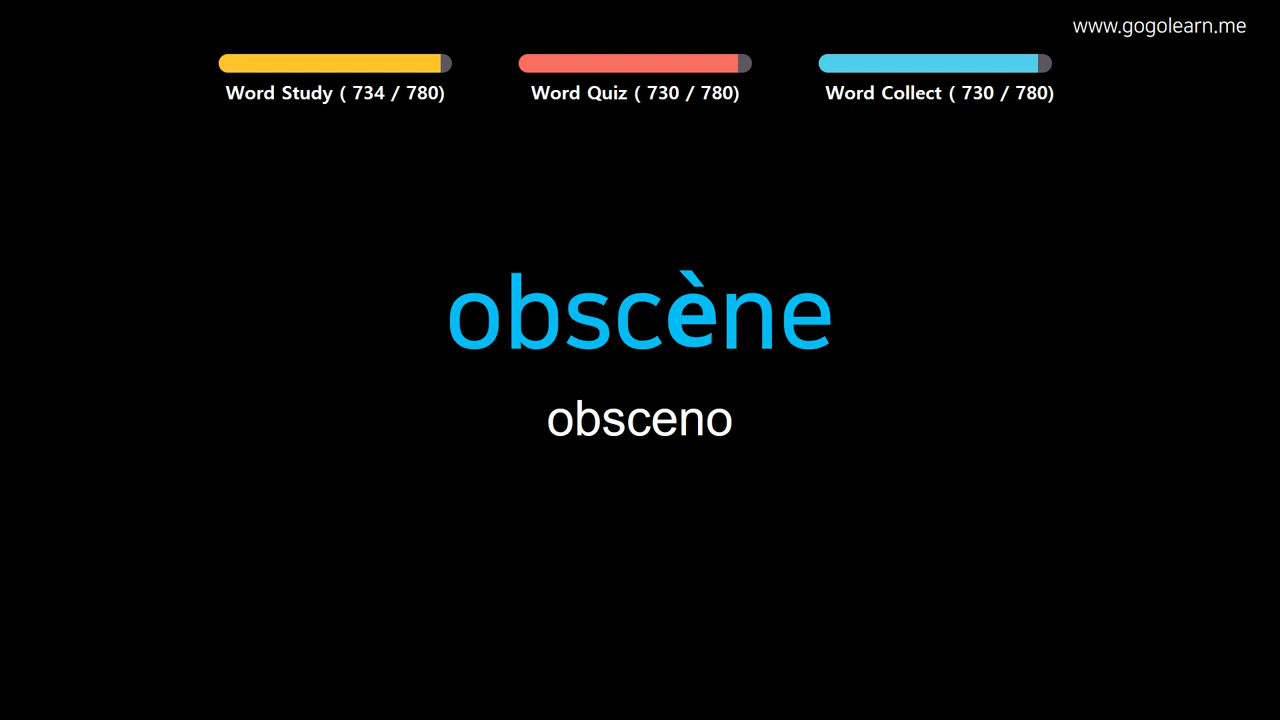 www.gogolearn.me
Word Study ( 734 / 780)
Word Quiz ( 730 / 780)
Word Collect ( 730 / 780)
obscène
obsceno